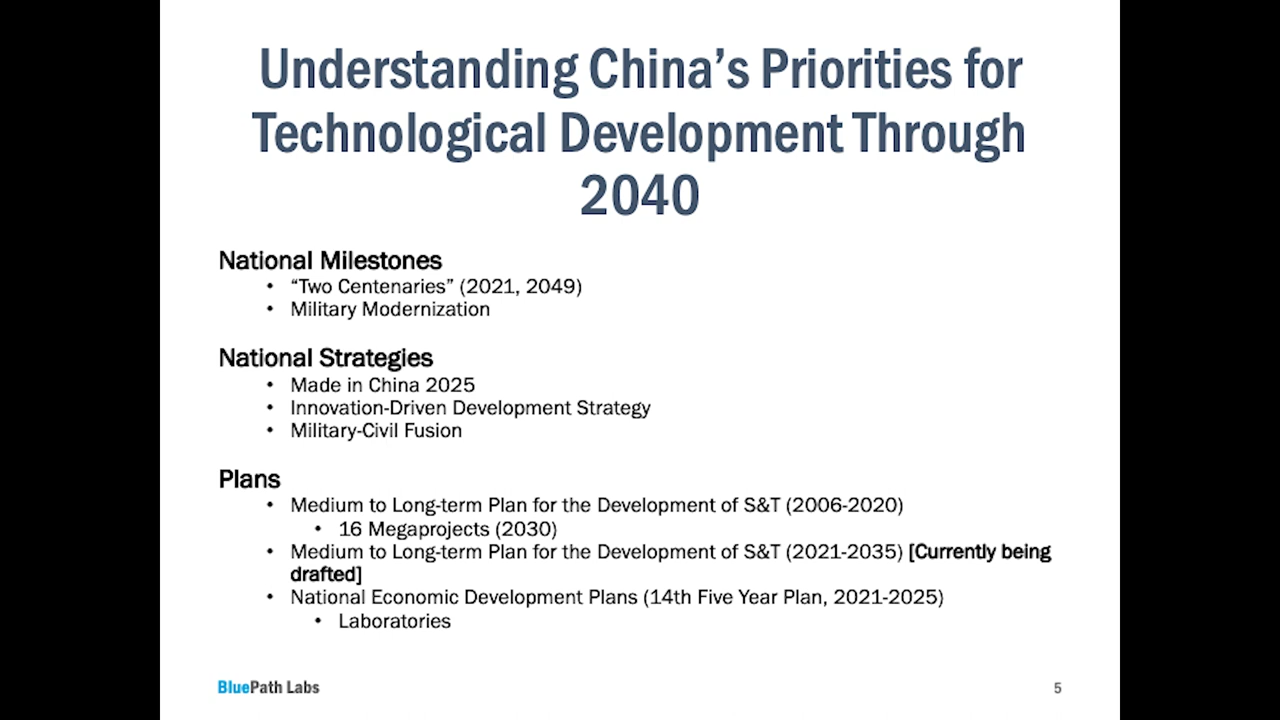 Understanding China’s Priorities for
Technological Development Through
2040
National Milestones
• “Two Centenaries” (2021, 2049)
• Military Modernization
National Strategies
• Made in China 2025
• Innovation-Driven Development Strategy
• Military-Civil Fusion
Plans
• Medium to Long-term Plan for the Development of S&T (2006-2020)
• 16 Megaprojects (2030)
• Medium to Long-term Plan for the Development of S&T (2021-2035) [Currently being
drafted]
• National Economic Development Plans (14th Five Year Plan, 2021-2025)
• Laboratories
BluePath Labs
5